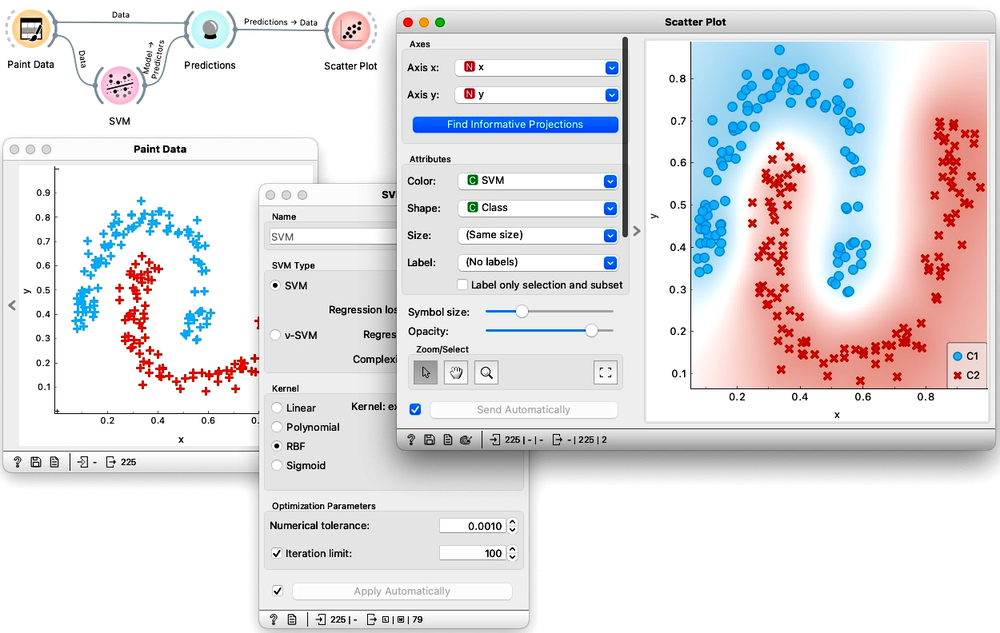 Data
Predictions → Data
Data
Model → Predictors
Paint Data
Predictions
Scatter Plot
SVM
Paint Data
0.9
0.8
0.7
0.6
0.5
0.4
0.3
0.2
0.1
y
0.2
0.4
0.6
0.8
x
? | - 225
Name
SVM
SVM Type
SVM
Regression los
ν-SVM
Regres
Complexi
Kernel
Linear
Kernel: ex
Polynomial
RBF
Sigmoid
Optimization Parameters
Numerical tolerance:
0.0010
Iteration limit:
100
Apply Automatically
? | 225 | - | | 79
Scatter Plot
Axes
Axis x:
N x
Axis y:
N y
Find Informative Projections
Attributes
Color:
C SVM
Shape:
C Class
Size:
(Same size)
Label:
(No labels)
Label only selection and subset
Symbol size:
Opacity:
Zoom/Select
Send Automatically
? | 225 | - | - - | 225 | 2
0.8
0.7
0.6
0.5
0.4
0.3
0.2
0.1
y
0.2
0.4
0.6
0.8
x
C1
C2